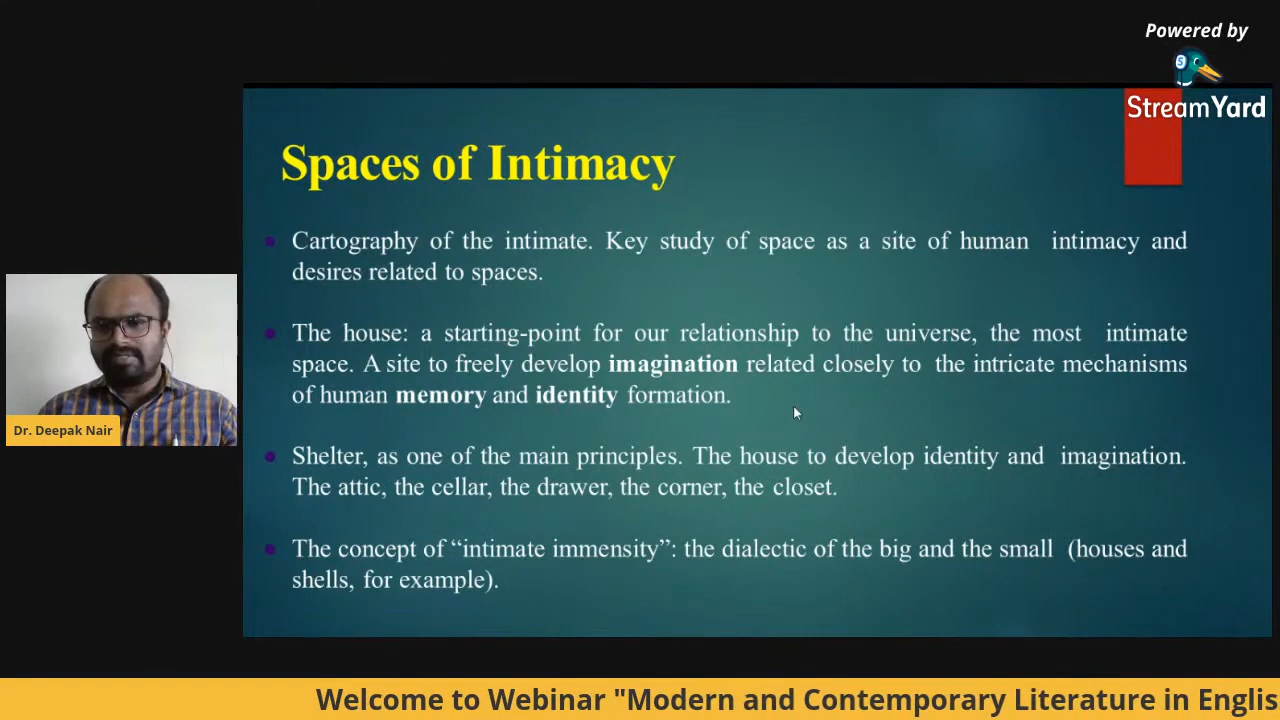 Powered by
StreamYard
Spaces of Intimacy
Cartography of the intimate. Key study of space as a site of human intimacy and
desires related to spaces.
The house: a starting-point for our relationship to the universe, the most intimate
space. A site to freely develop imagination related closely to the intricate mechanisms
of human memory and identity formation.
Shelter, as one of the main principles. The house to develop identity and imagination.
The attic, the cellar, the drawer, the corner, the closet.
The concept of “intimate immensity”: the dialectic of the big and the small (houses and
shells, for example).
Dr. Deepak Nair
Welcome to Webinar "Modern and Contemporary Literature in Englis